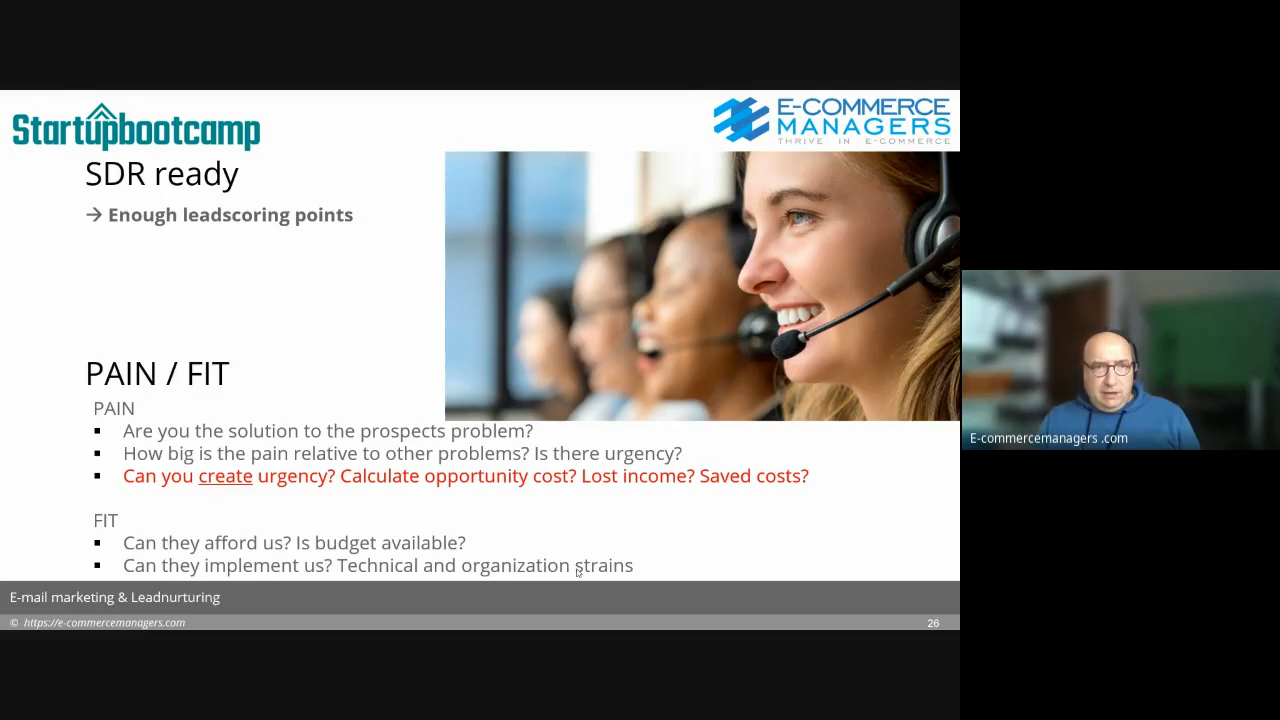 Startupbootcamp
E-COMMERCE
MANAGERS
THRIVE IN E-COMMERCE
SDR ready
→ Enough leadscoring points
PAIN / FIT
PAIN
▪ Are you the solution to the prospects problem?
▪ How big is the pain relative to other problems? Is there urgency?
▪ Can you create urgency? Calculate opportunity cost? Lost income? Saved costs?
FIT
▪ Can they afford us? Is budget available?
▪ Can they implement us? Technical and organization strains
E-mail marketing & Leadnurturing
© https://e-commercemanagers.com
26
E-commercemanagers .com